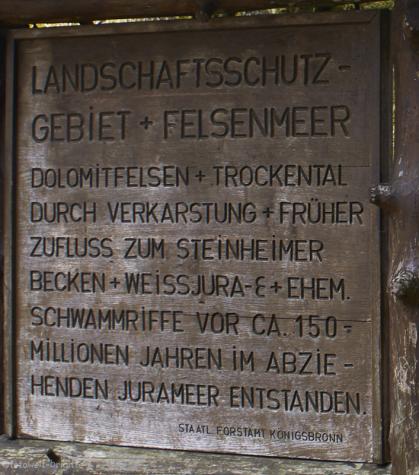 LANDSCHAFTSSCHUTZ-
GEBIET + FELSENMEER
DOLOMITFELSEN + TROCKENTAL
DURCH VERKARSTUNG + FRÜHER
ZUFLUSS ZUM STEINHEIMER
BECKEN + WEISSJURA-ε + EHEM.
SCHWAMMRIFFE VOR CA. 150-
MILLIONEN JAHREN IM ABZIE-
HENDEN JURAMEER ENTSTANDEN.
STAATL. FORSTAMT KÖNIGSBRONN